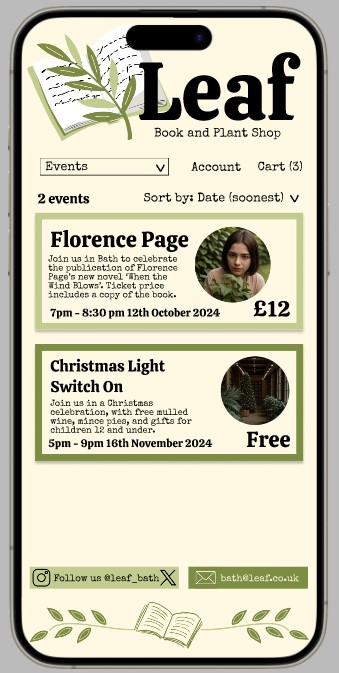 Leaf
Book and Plant Shop
Events
Account
Cart (3)
2 events
Sort by: Date (soonest)
Florence Page
Join us in Bath to celebrate
the publication of Florence
Page's new novel 'When the
Wind Blows'. Ticket price
includes a copy of the book.
7pm - 8:30 pm 12th October 2024
£12
Christmas Light
Switch On
Join us in a Christmas
celebration, with free mulled
wine, mince pies, and gifts for
children 12 and under.
5pm - 9pm 16th November 2024
Free
Follow us @leaf_bath
bath@leaf.co.uk